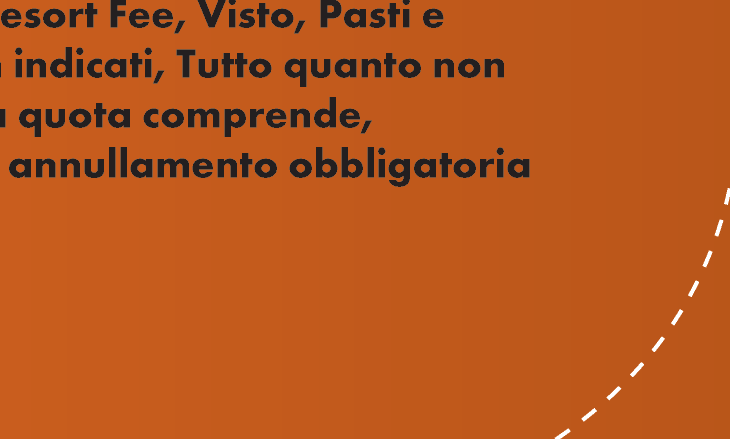 esort Fee, Visto, Pasti e
indicati, Tutto quanto non
quota comprende,
annullamento obbligatoria